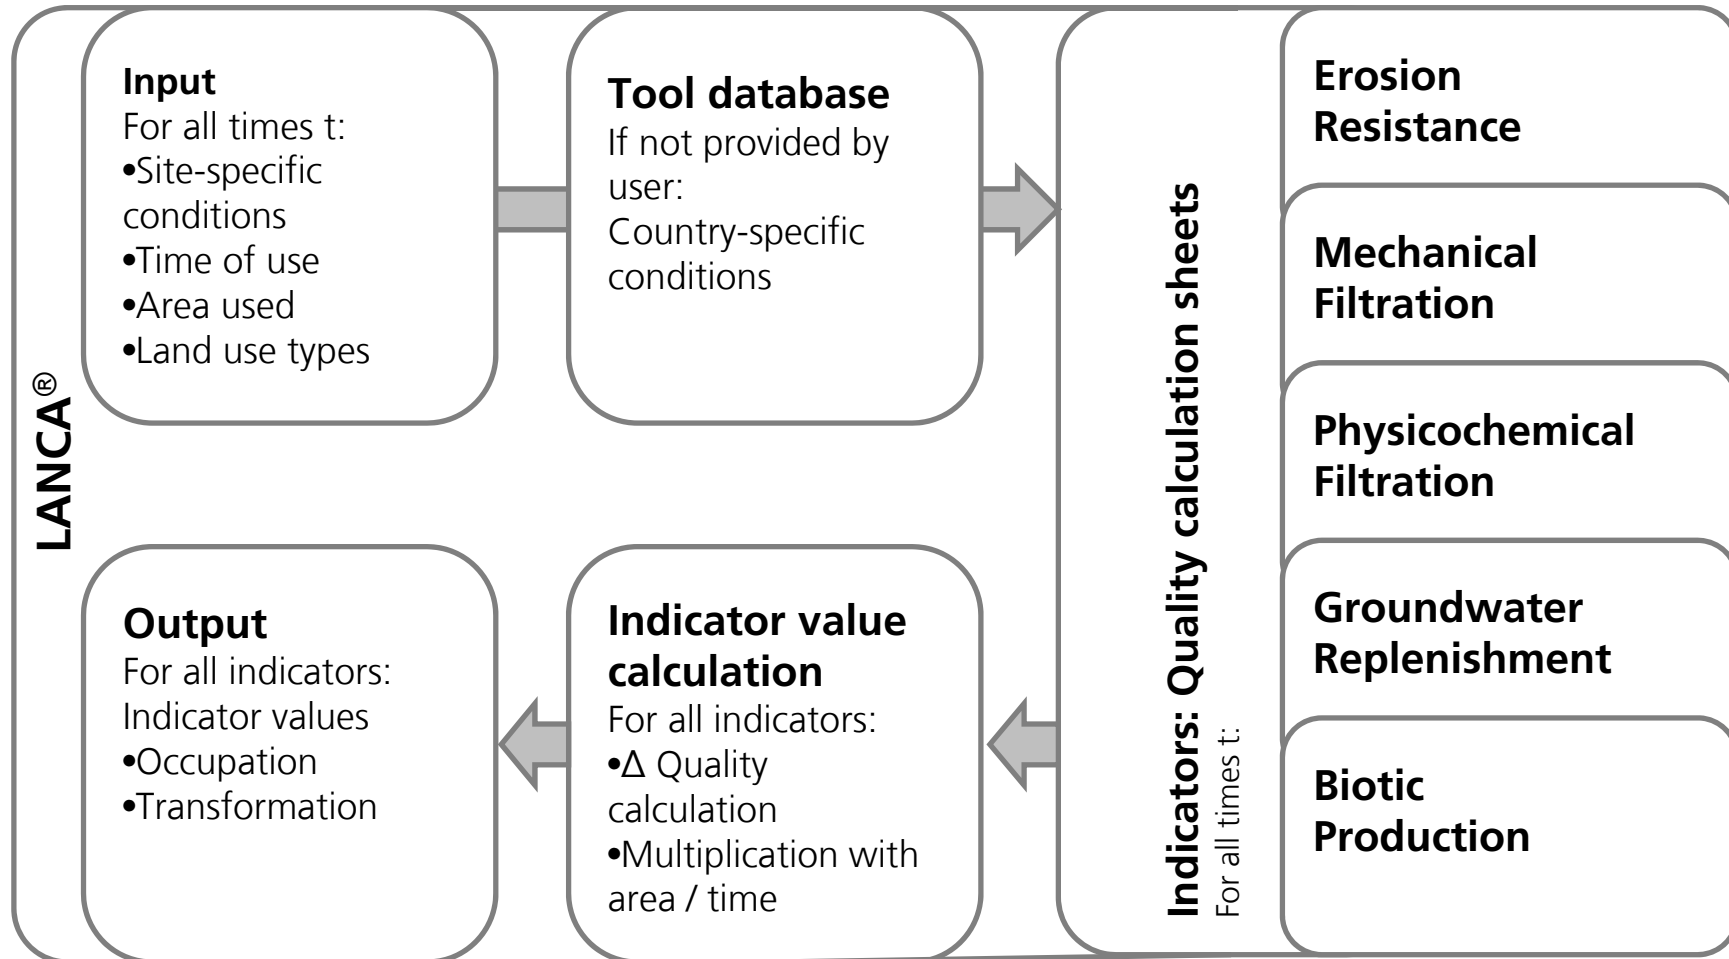 LANCA®
Input
For all times t:
•Site-specific
conditions
•Time of use
•Area used
•Land use types
Tool database
If not provided by
user:
Country-specific
conditions
Indicators: Quality calculation sheets
For all times t:
Erosion
Resistance
Mechanical
Filtration
Physicochemical
Filtration
Groundwater
Replenishment
Biotic
Production
Indicator value
calculation
For all indicators:
•Δ Quality
calculation
•Multiplication with
area / time
Output
For all indicators:
Indicator values
•Occupation
•Transformation